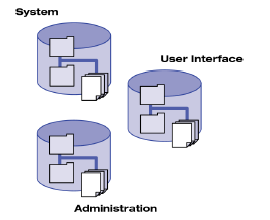 System
User Interface
Administration